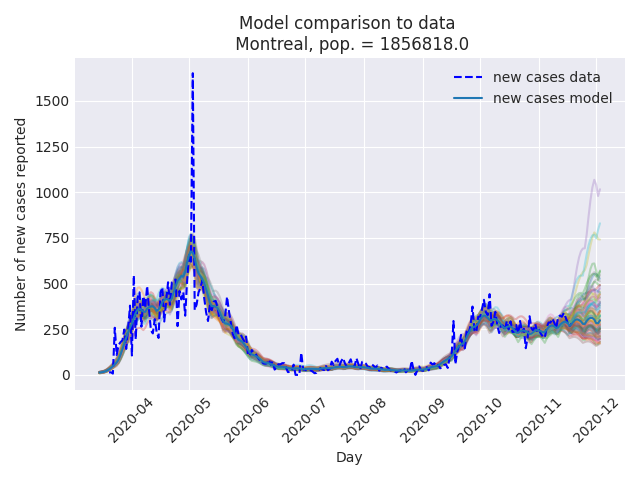 Model comparison to data
Montreal, pop. = 1856818.0
new cases data
new cases model
Number of new cases reported
1500
1250
1000
750
500
250
0
2020-04
2020-05
2020-06
2020-07
2020-08
2020-09
2020-10
2020-11
2020-12
Day